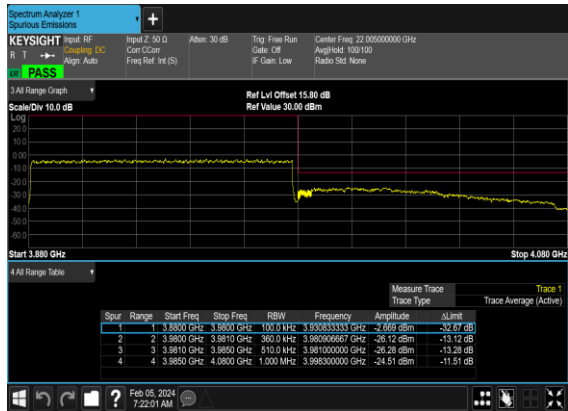 Spectrum Analyzer 1
Spurious Emissions
KEYSIGHT Input: RF Input Z: 50 Ω Atten: 30 dB Trig: Free Run Center Freq: 22.005000000 GHz
R T Coupling: DC Corr CCorr Gate: Off Avg|Hold: 100/100
Align: Auto Freq Ref: Int (S) IF Gain: Low Radio Std: None
PASS
3 All Range Graph
Ref Lvl Offset 15.80 dB
Scale/Div 10.0 dB Ref Value 30.00 dBm
Log
20.0
10.0
0.00
-10.0
-20.0
-30.0
-40.0
-50.0
-60.0
Start 3.880 GHz Stop 4.080 GHz
4 All Range Table
Measure Trace Trace 1
Trace Type Trace Average (Active)
Spur Range Start Freq Stop Freq RBW Frequency Amplitude ΔLimit
1 1 3.8800 GHz 3.9800 GHz 100.0 kHz 3.930833333 GHz -2.669 dBm -32.67 dB
2 2 3.9800 GHz 3.9810 GHz 360.0 kHz 3.980906667 GHz -26.12 dBm -13.12 dB
3 3 3.9810 GHz 3.9850 GHz 510.0 kHz 3.981000000 GHz -26.28 dBm -13.28 dB
4 4 3.9850 GHz 4.0800 GHz 1.000 MHz 3.998300000 GHz -24.51 dBm -11.51 dB
Feb 05, 2024
7:22:01 AM